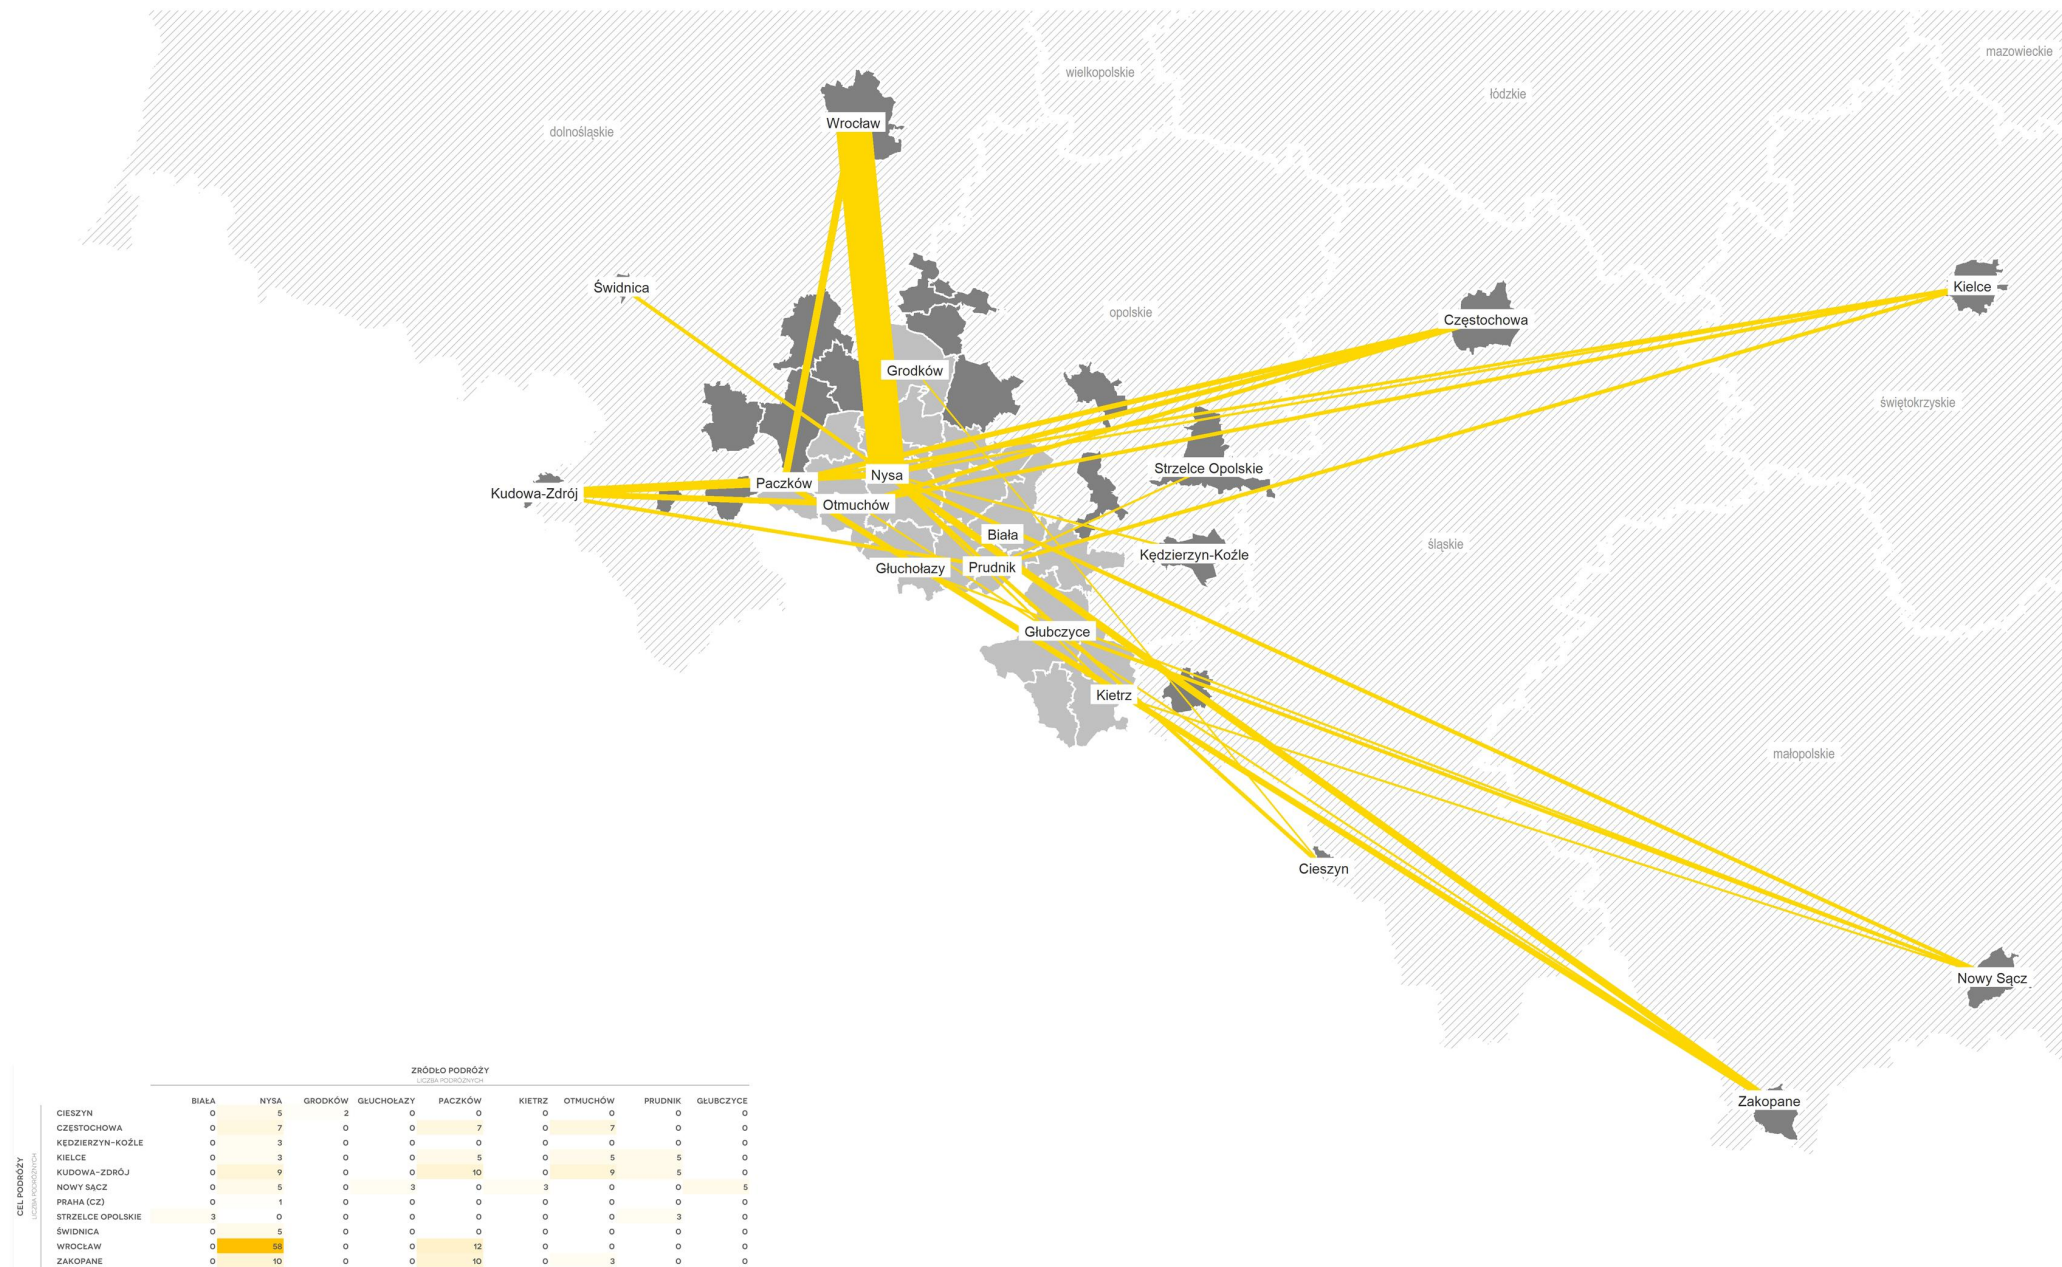 mazowieckie
wielkopolskie
łódzkie
Wrocław
dolnośląskie
Świdnica
Kielce
opolskie
Częstochowa
Grodków
świętokrzyskie
Strzelce Opolskie
Nysa
Paczków
Kudowa-Zdrój
Otmuchów
Biała
śląskie
Kędzierzyn-Koźle
Prudnik
Głuchołazy
Głubczyce
Kietrz
małopolskie
Cieszyn
Nowy Sącz
Zakopane
ŹRÓDŁO PODRÓŻY
LICZBA PODRÓŻNYCH
BIAŁA NYSA GRODKÓW GŁUCHOŁAZY PACZKÓW KIETRZ OTMUCHÓW PRUDNIK GŁUBCZYCE
CEL PODRÓŻY
LICZBA PODRÓŻNYCH
CIESZYN 0 5 2 0 0 0 0 0 0
CZĘSTOCHOWA 0 7 0 0 7 0 7 0 0
KĘDZIERZYN-KOŹLE 0 3 0 0 0 0 0 0 0
KIELCE 0 3 0 0 5 0 5 5 0
KUDOWA-ZDRÓJ 0 9 0 0 10 0 9 5 0
NOWY SĄCZ 0 5 0 3 0 3 0 0 5
PRAHA (CZ) 0 1 0 0 0 0 0 0 0
STRZELCE OPOLSKIE 3 0 0 0 0 0 0 3 0
ŚWIDNICA 0 5 0 0 0 0 0 0 0
WROCŁAW 0 58 0 0 12 0 0 0 0
ZAKOPANE 0 10 0 0 10 0 3 0 0